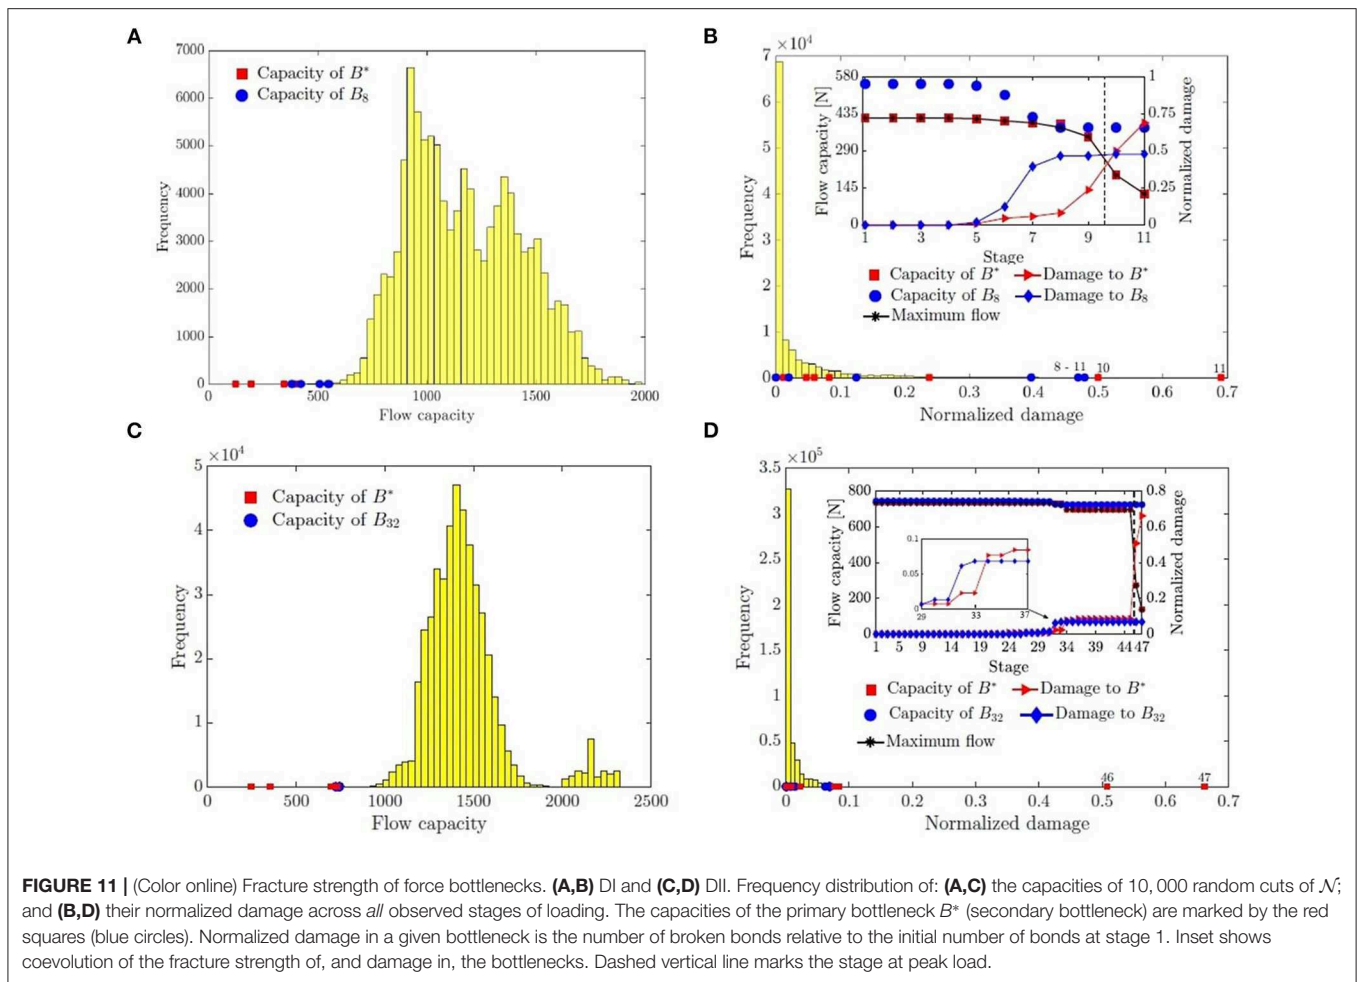 A
7000
6000
5000
4000
3000
2000
1000
0
Frequency
Capacity of B*
Capacity of B8
0 500 1000 1500 2000
Flow capacity
B
×10^4
7
6
5
4
3
2
1
0
Frequency
580
435
290
145
0
Flow capacity [N]
1
0.75
0.5
0.25
0
Normalized damage
1 3 5 7 9 11
Stage
Capacity of B* Damage to B*
Capacity of B8 Damage to B8
Maximum flow
8 - 11 10 11
0 0.1 0.2 0.3 0.4 0.5 0.6 0.7
Normalized damage
C
×10^4
5
4
3
2
1
0
Frequency
Capacity of B*
Capacity of B32
0 500 1000 1500 2000 2500
Flow capacity
D
×10^5
3.5
3
2.5
2
1.5
1
0.5
0
Frequency
800
600
400
200
0
Flow capacity [N]
0.8
0.6
0.4
0.2
0
Normalized damage
0.1
0.05
0
29 33 37
1 5 9 14 19 24 29 34 39 44 47
Stage
Capacity of B* Damage to B*
Capacity of B32 Damage to B32
Maximum flow
46 47
0 0.1 0.2 0.3 0.4 0.5 0.6 0.7
Normalized damage
FIGURE 11 | (Color online) Fracture strength of force bottlenecks. (A,B) DI and (C,D) DII. Frequency distribution of: (A,C) the capacities of 10, 000 random cuts of 𝒩;
and (B,D) their normalized damage across all observed stages of loading. The capacities of the primary bottleneck B* (secondary bottleneck) are marked by the red
squares (blue circles). Normalized damage in a given bottleneck is the number of broken bonds relative to the initial number of bonds at stage 1. Inset shows
coevolution of the fracture strength of, and damage in, the bottlenecks. Dashed vertical line marks the stage at peak load.